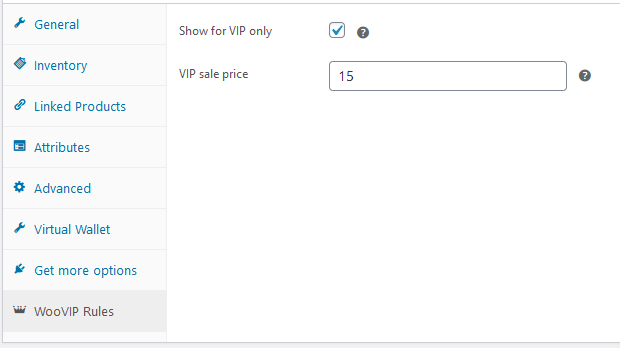 General
Inventory
Linked Products
Attributes
Advanced
Virtual Wallet
Get more options
WooVIP Rules
Show for VIP only
VIP sale price
15